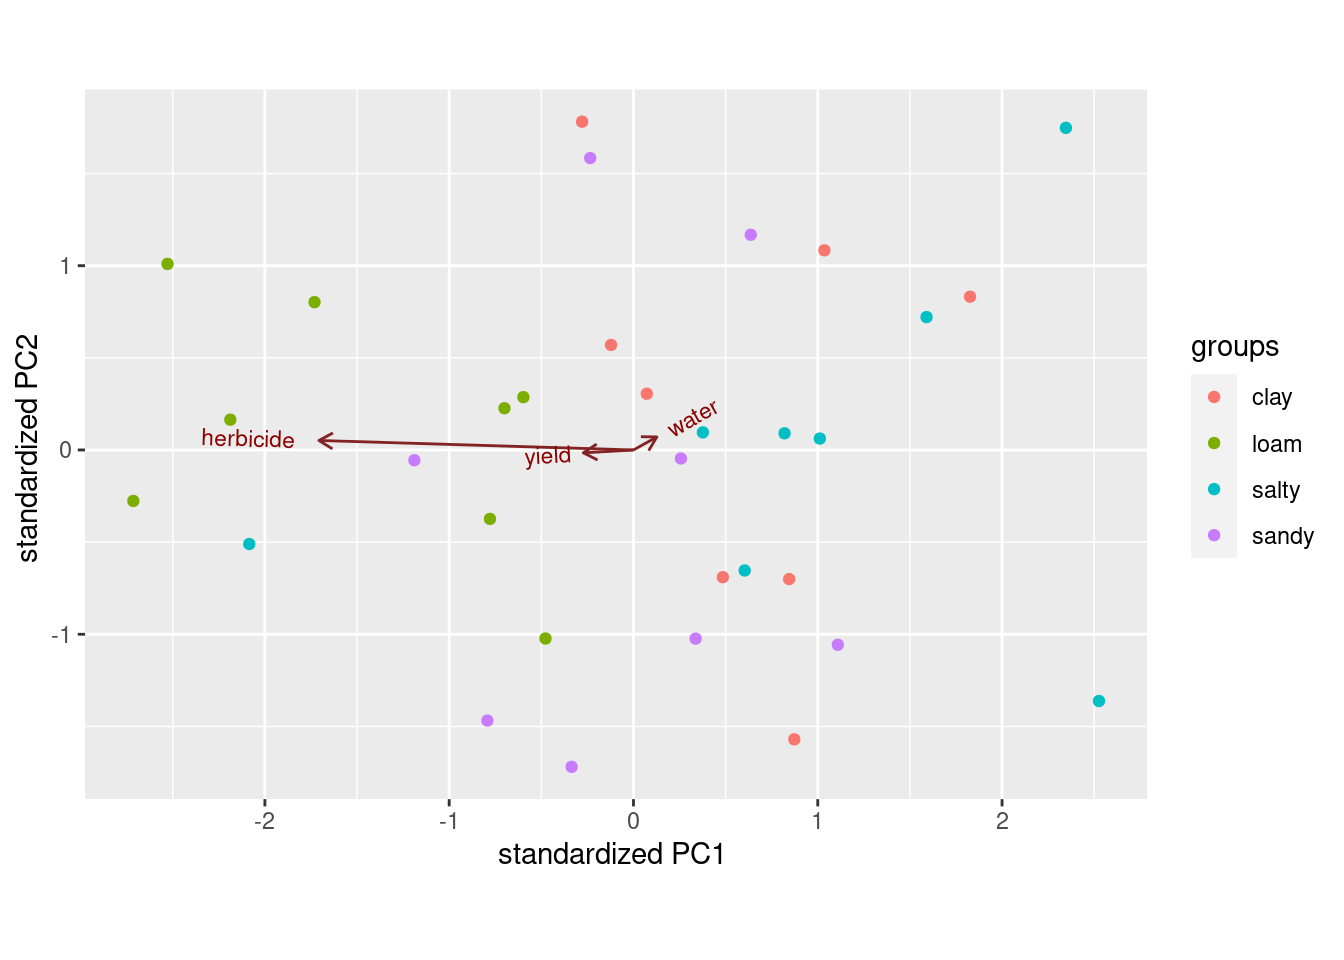 standardized PC2
1
0
-1
herbicide
yield
water
-2
-1
0
1
2
standardized PC1
groups
clay
loam
salty
sandy